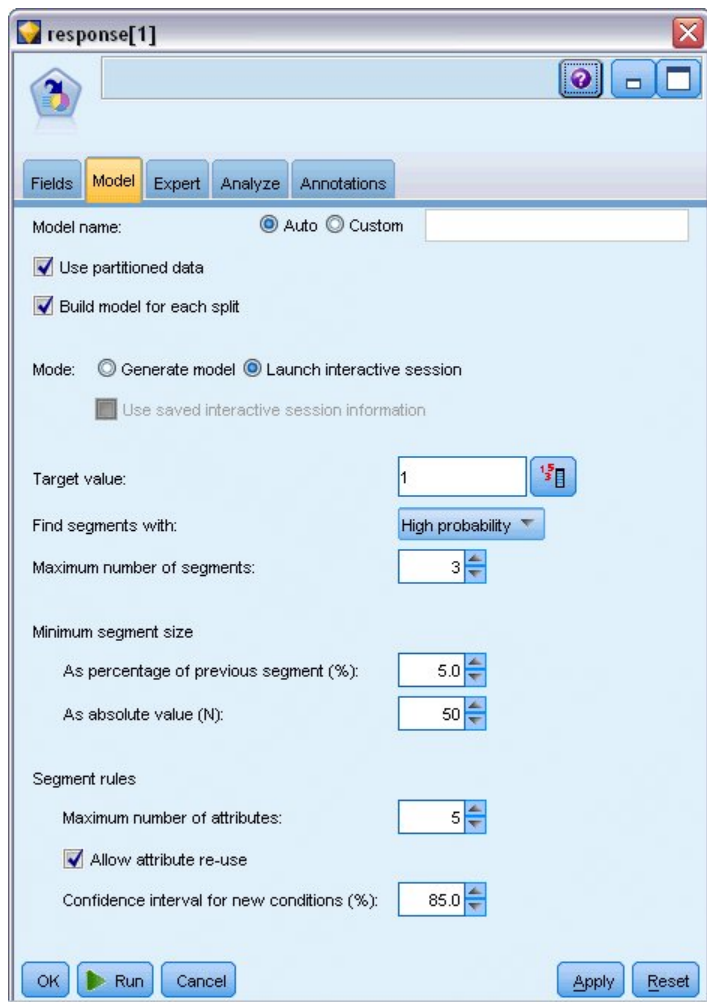 response[1]
Fields Model Expert Analyze Annotations
Model name: Auto Custom
Use partitioned data
Build model for each split
Mode: Generate model Launch interactive session
Use saved interactive session information
Target value: 1
Find segments with: High probability
Maximum number of segments: 3
Minimum segment size
As percentage of previous segment (%): 5.0
As absolute value (N): 50
Segment rules
Maximum number of attributes: 5
Allow attribute re-use
Confidence interval for new conditions (%): 85.0
OK Run Cancel Apply Reset